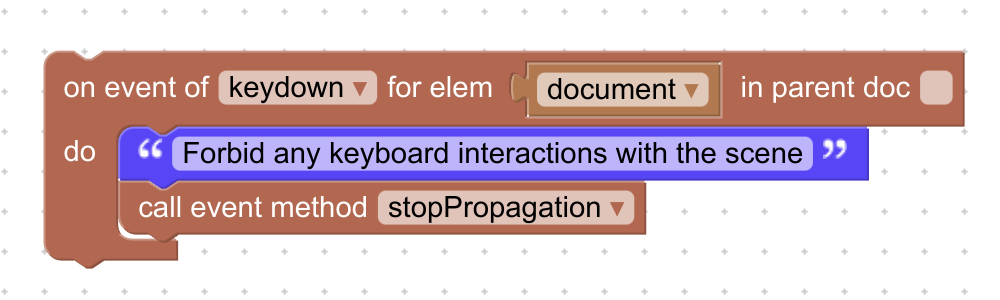 on event of keydown ▾ for elem document ▾ in parent doc
do “ Forbid any keyboard interactions with the scene ”
call event method stopPropagation ▾